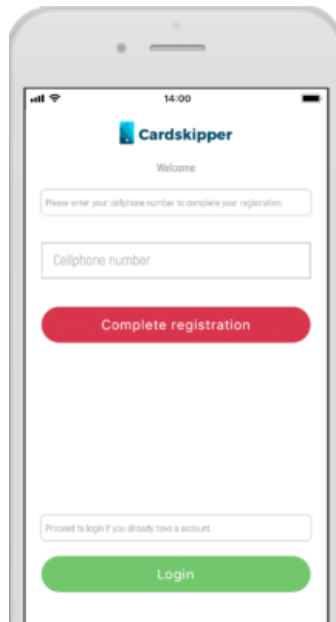 14:00
Cardskipper
Welcome
Please enter your cellphone number to complete your registration.
Cellphone number
Complete registration
Proceed to login if you already have a account.
Login